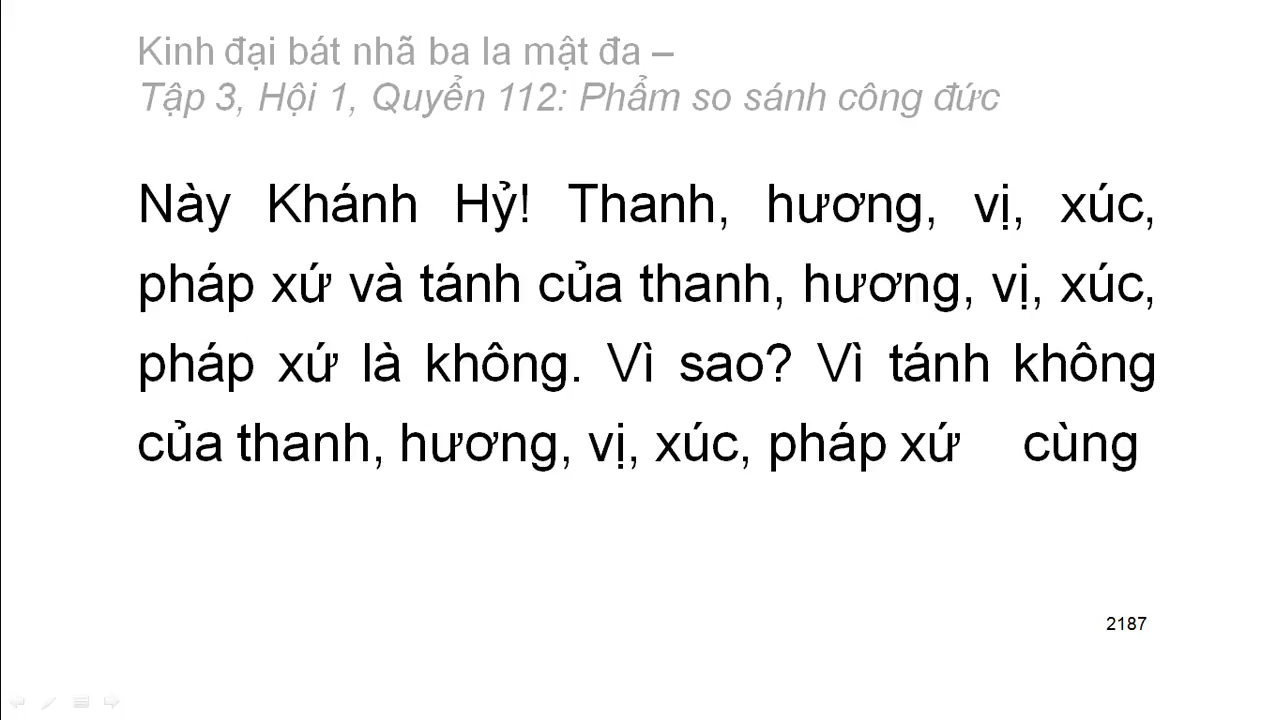 Kinh đại bát nhã ba la mật đa –
Tập 3, Hội 1, Quyển 112: Phẩm so sánh công đức
Này Khánh Hỷ! Thanh, hương, vị, xúc,
pháp xứ và tánh của thanh, hương, vị, xúc,
pháp xứ là không. Vì sao? Vì tánh không
của thanh, hương, vị, xúc, pháp xứ cùng
2187